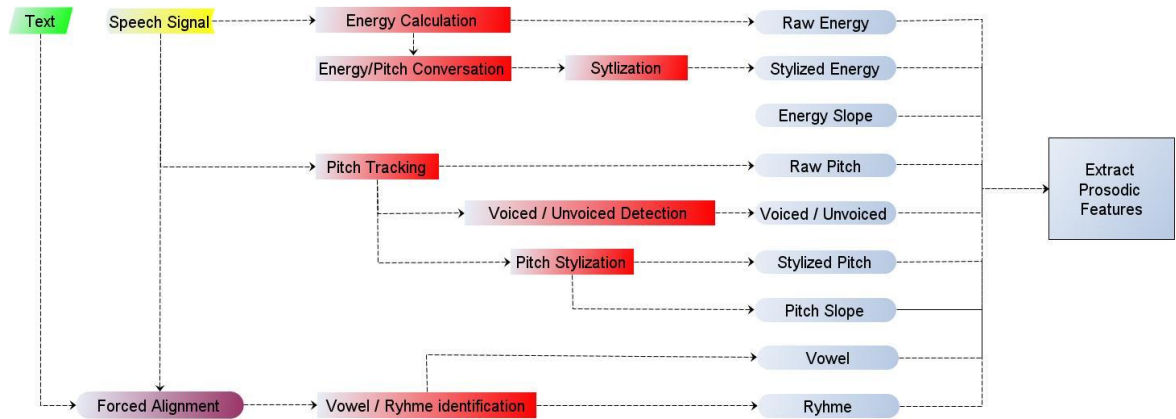 Text
Speech Signal
Energy Calculation
Raw Energy
Energy/Pitch Conversation
Sytlization
Stylized Energy
Energy Slope
Pitch Tracking
Raw Pitch
Extract
Prosodic
Features
Voiced / Unvoiced Detection
Voiced / Unvoiced
Pitch Stylization
Stylized Pitch
Pitch Slope
Vowel
Forced Alignment
Vowel / Ryhme identification
Ryhme